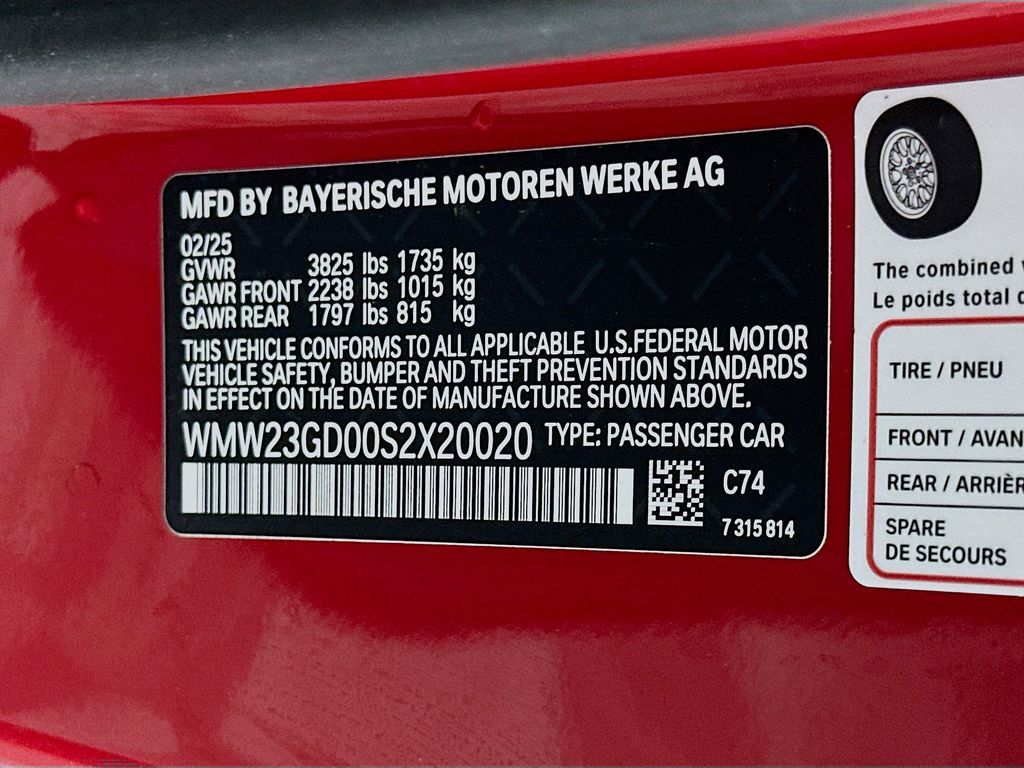 MFD BY BAYERISCHE MOTOREN WERKE AG
02/25
GVWR 3825 lbs 1735 kg
GAWR FRONT 2238 lbs 1015 kg
GAWR REAR 1797 lbs 815 kg
THIS VEHICLE CONFORMS TO ALL APPLICABLE U.S.FEDERAL MOTOR
VEHICLE SAFETY, BUMPER AND THEFT PREVENTION STANDARDS
IN EFFECT ON THE DATE OF MANUFACTURE SHOWN ABOVE.
WMW23GD00S2X20020 TYPE: PASSENGER CAR
C74
7 315 814
The combined
Le poids total
TIRE / PNEU
FRONT / AVAN
REAR / ARRIÈR
SPARE
DE SECOURS